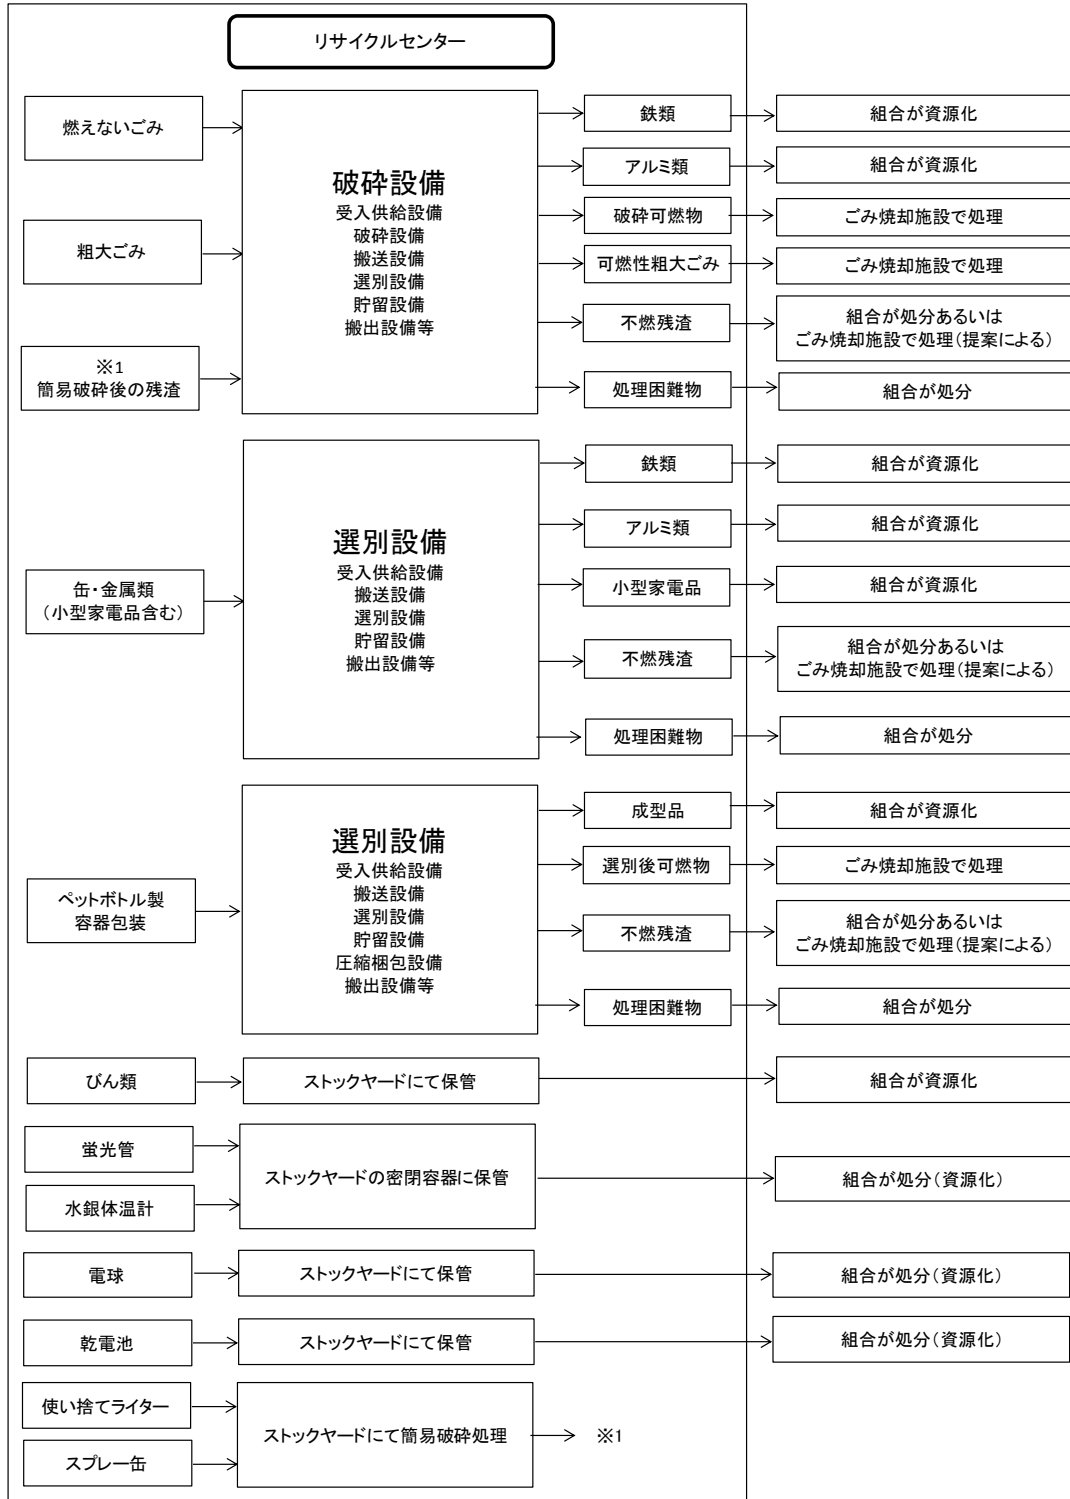 リサイクルセンター
燃えないごみ
粗大ごみ
※1
簡易破砕後の残渣
破砕設備
受入供給設備
破砕設備
搬送設備
選別設備
貯留設備
搬出設備等
鉄類
組合が資源化
アルミ類
組合が資源化
破砕可燃物
ごみ焼却施設で処理
可燃性粗大ごみ
ごみ焼却施設で処理
不燃残渣
組合が処分あるいは
ごみ焼却施設で処理(提案による)
処理困難物
組合が処分
缶・金属類
(小型家電品含む)
選別設備
受入供給設備
搬送設備
選別設備
貯留設備
搬出設備等
鉄類
組合が資源化
アルミ類
組合が資源化
小型家電品
組合が資源化
不燃残渣
組合が処分あるいは
ごみ焼却施設で処理(提案による)
処理困難物
組合が処分
ペットボトル製
容器包装
選別設備
受入供給設備
搬送設備
選別設備
貯留設備
圧縮梱包設備
搬出設備等
成型品
組合が資源化
選別後可燃物
ごみ焼却施設で処理
不燃残渣
組合が処分あるいは
ごみ焼却施設で処理(提案による)
処理困難物
組合が処分
びん類
ストックヤードにて保管
組合が資源化
蛍光管
水銀体温計
ストックヤードの密閉容器に保管
組合が処分(資源化)
電球
ストックヤードにて保管
組合が処分(資源化)
乾電池
ストックヤードにて保管
組合が処分(資源化)
使い捨てライター
スプレー缶
ストックヤードにて簡易破砕処理
※1